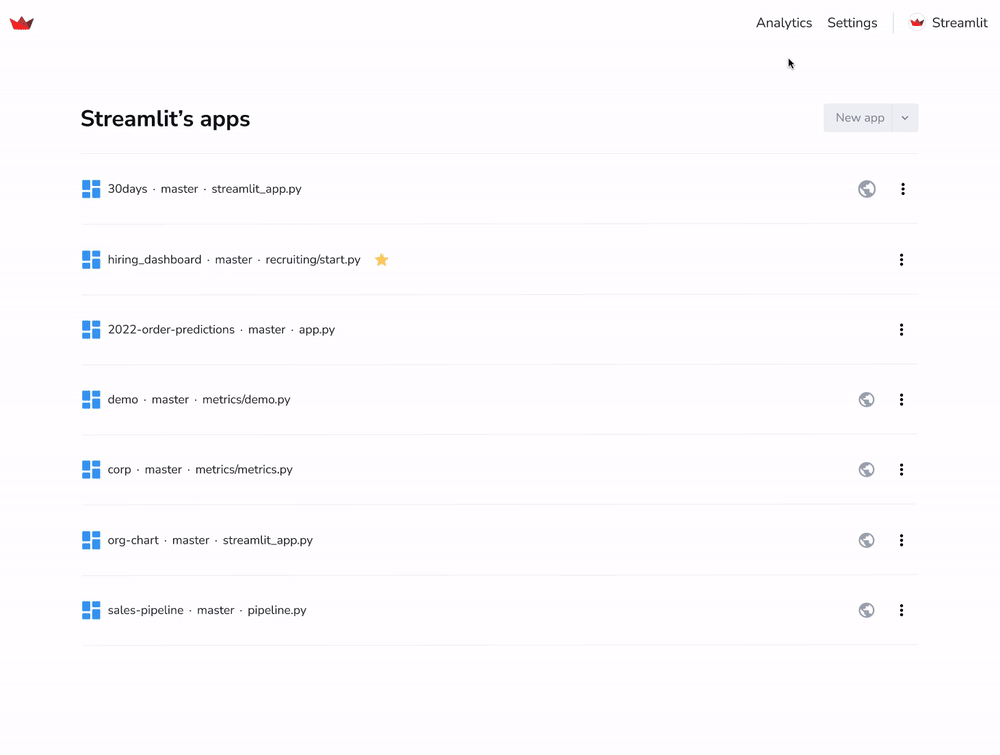 Analytics Settings Streamlit
Streamlit’s apps New app
30days · master · streamlit_app.py
hiring_dashboard · master · recruiting/start.py
2022-order-predictions · master · app.py
demo · master · metrics/demo.py
corp · master · metrics/metrics.py
org-chart · master · streamlit_app.py
sales-pipeline · master · pipeline.py